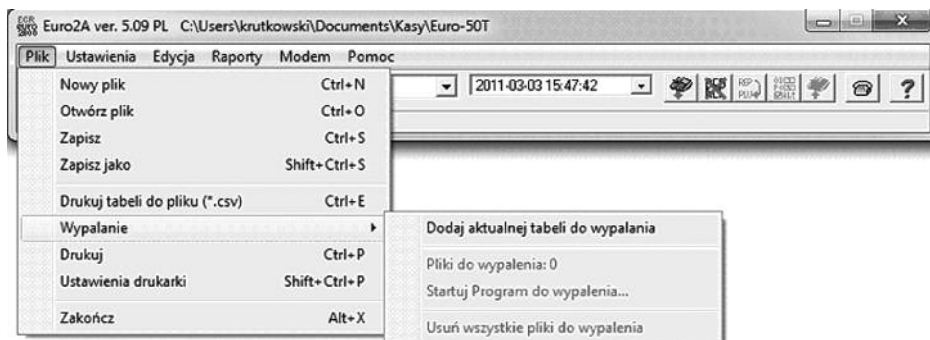 Euro2A ver. 5.09 PL C:\Users\krutkowski\Documents\Kasy\Euro-50T
Plik Ustawienia Edycja Raporty Modem Pomoc
2011-03-03 15:47:42
Nowy plik Ctrl+N
Otwórz plik Ctrl+O
Zapisz Ctrl+S
Zapisz jako Shift+Ctrl+S
Drukuj tabeli do pliku (*.csv) Ctrl+E
Wypalanie
Drukuj Ctrl+P
Ustawienia drukarki Shift+Ctrl+P
Zakończ Alt+X
Dodaj aktualnej tabeli do wypalania
Pliki do wypalenia: 0
Startuj Program do wypalenia...
Usuń wszystkie pliki do wypalenia